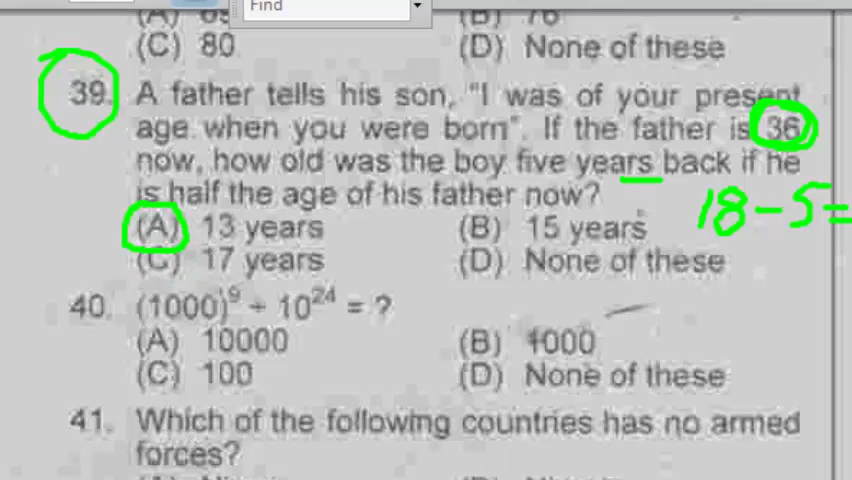 Find
(C) 80
(D) None of these
39. A father tells his son, "I was of your present
age when you were born". If the father is 36
now, how old was the boy five years back if he
is half the age of his father now?
18-5=
(A) 13 years
(B) 15 years
(C) 17 years
(D) None of these
40. (1000)⁹ ÷ 10²⁴ = ?
(A) 10000
(B) 1000
(C) 100
(D) None of these
41. Which of the following countries has no armed
forces?